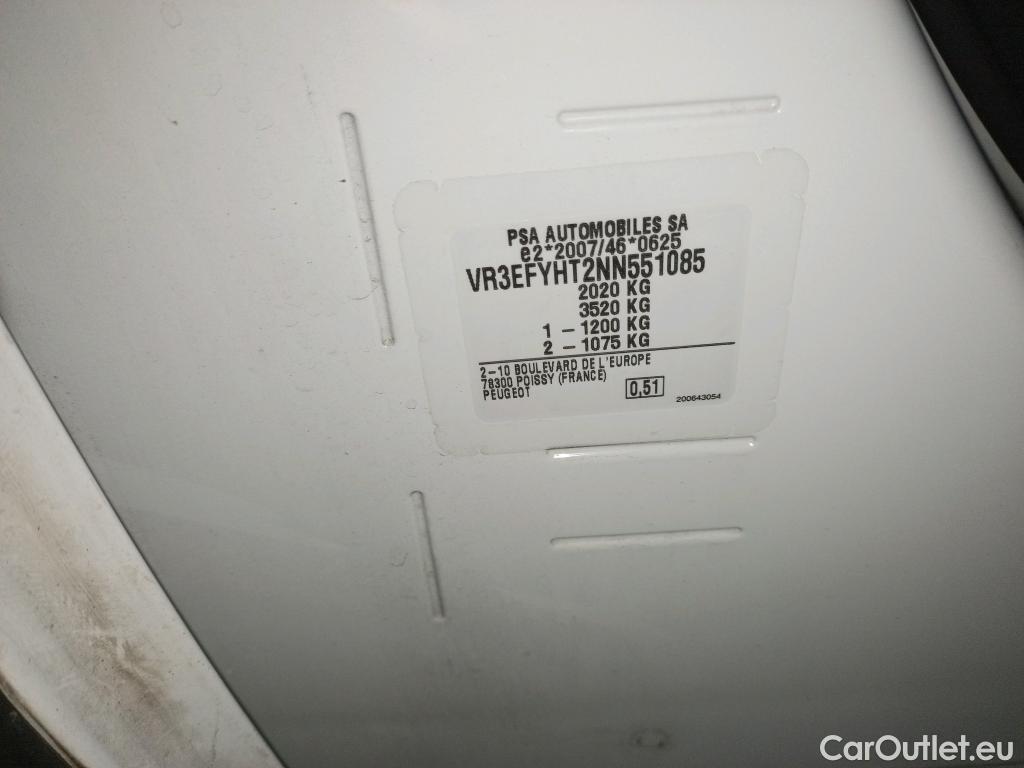 PSA AUTOMOBILES SA
e2*2007/46*0625
VR3EFYHT2NN551085
2020 KG
3520 KG
1 – 1200 KG
2 – 1075 KG
2–10 BOULEVARD DE L'EUROPE
78300 POISSY (FRANCE)
PEUGEOT
0,51
200643054
CarOutlet.eu